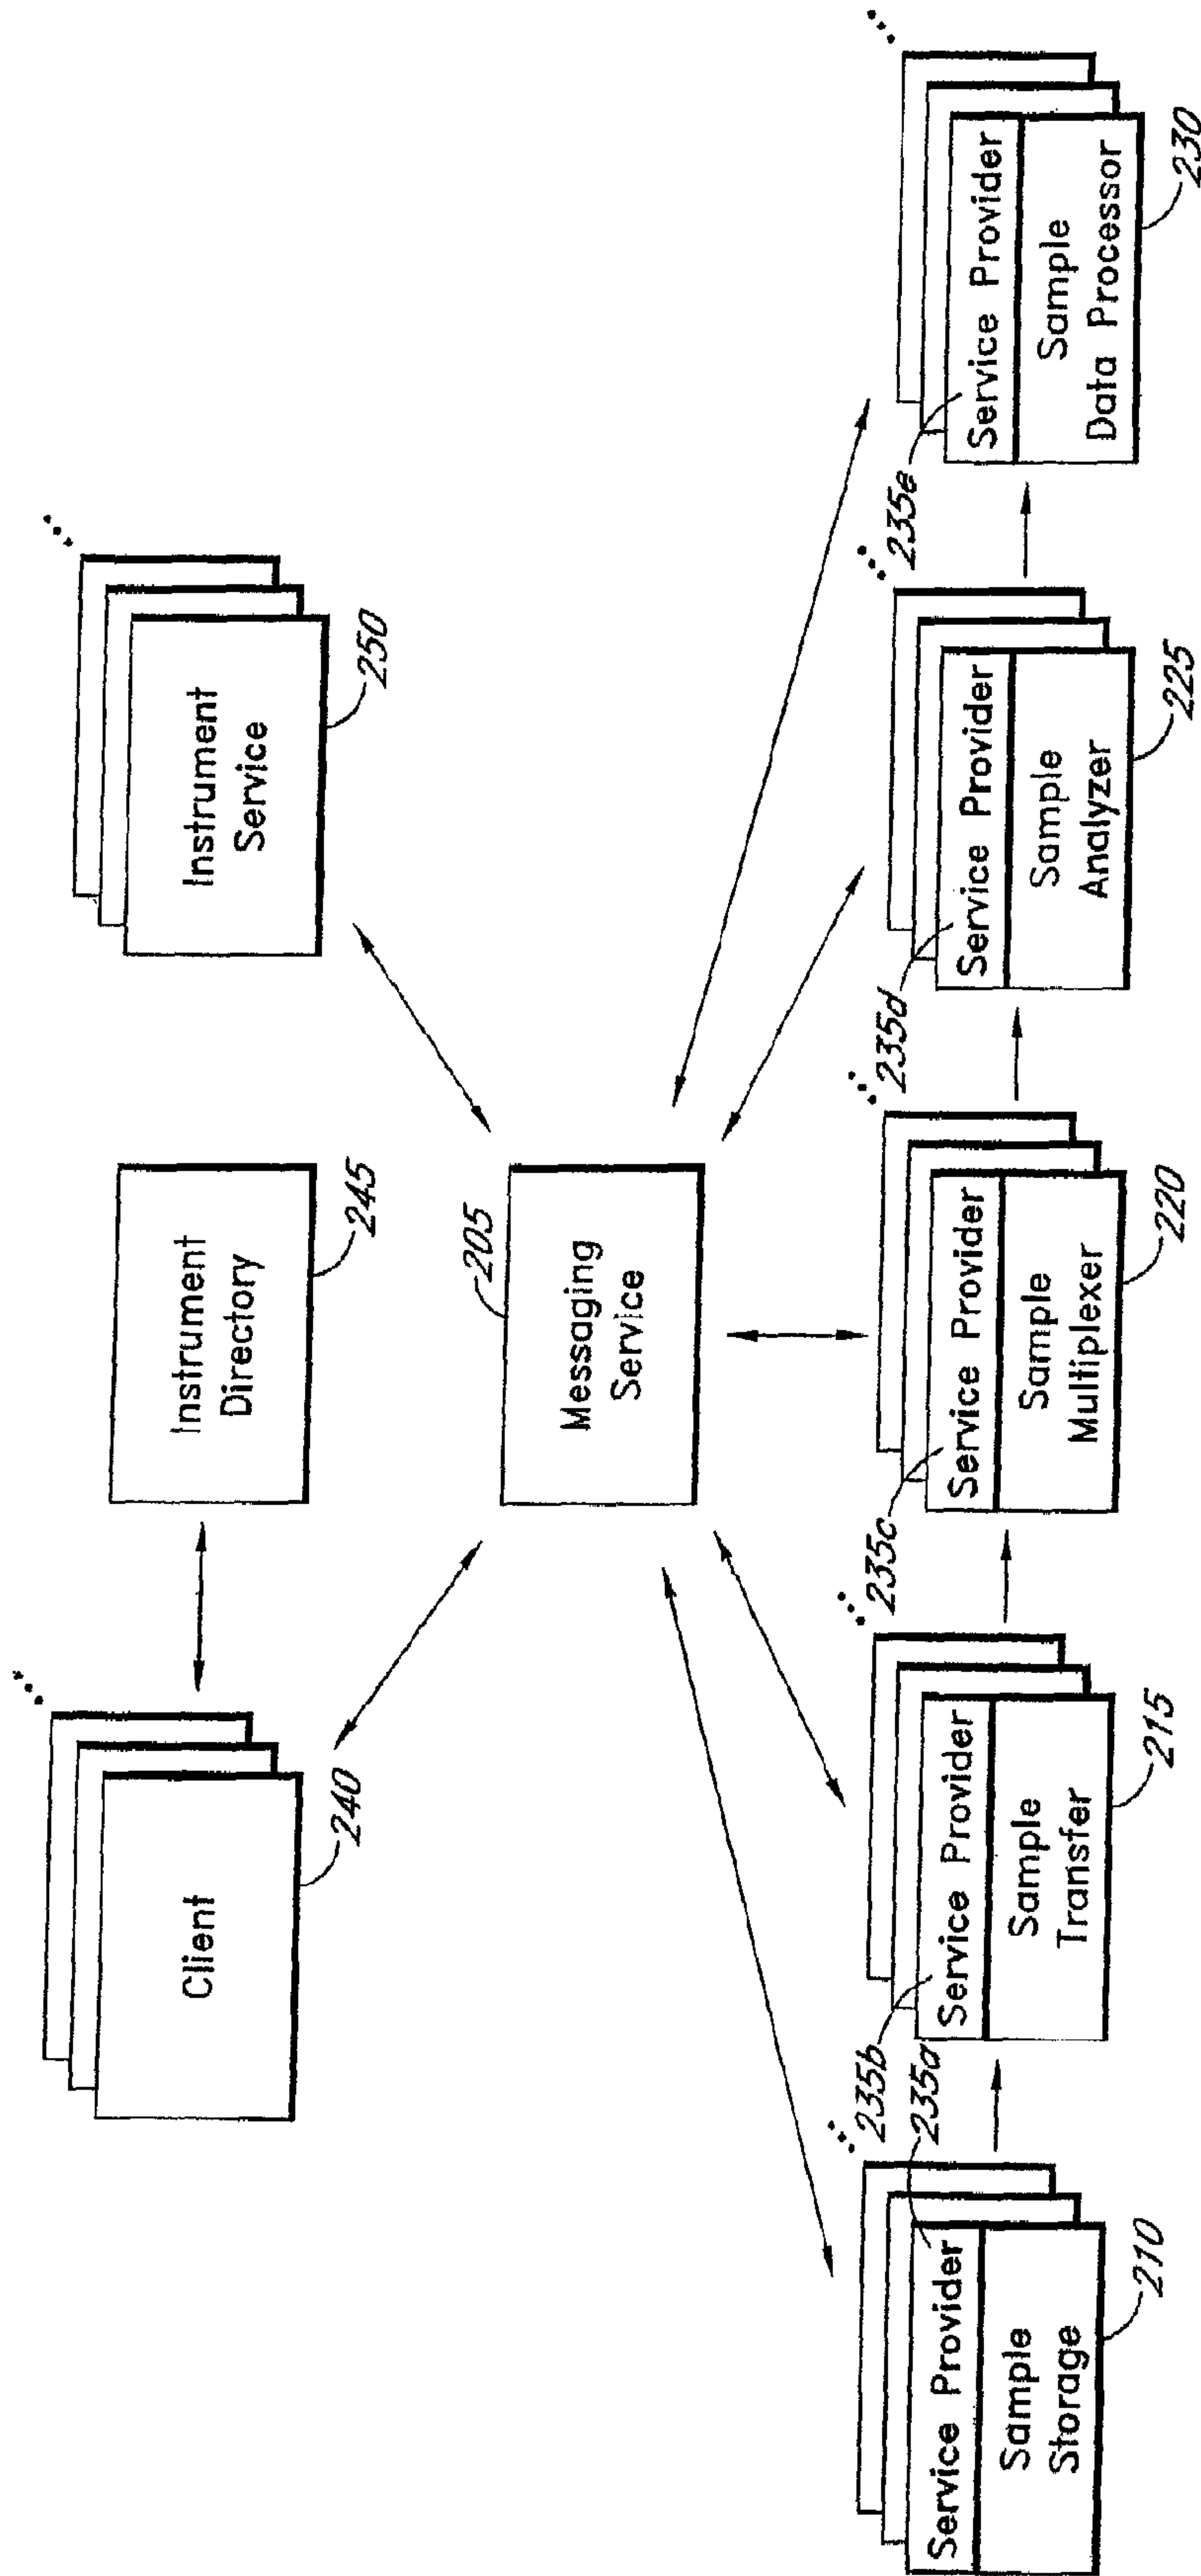 Client
240
Instrument
Directory
245
Instrument
Service
250
205
Messaging
Service
Service Provider
235a
Sample
Storage
210
235b
Service Provider
Sample
Transfer
215
235c
Service Provider
Sample
Multiplexer
220
235d
Service Provider
Sample
Analyzer
225
235e
Service Provider
Sample
Data Processor
230